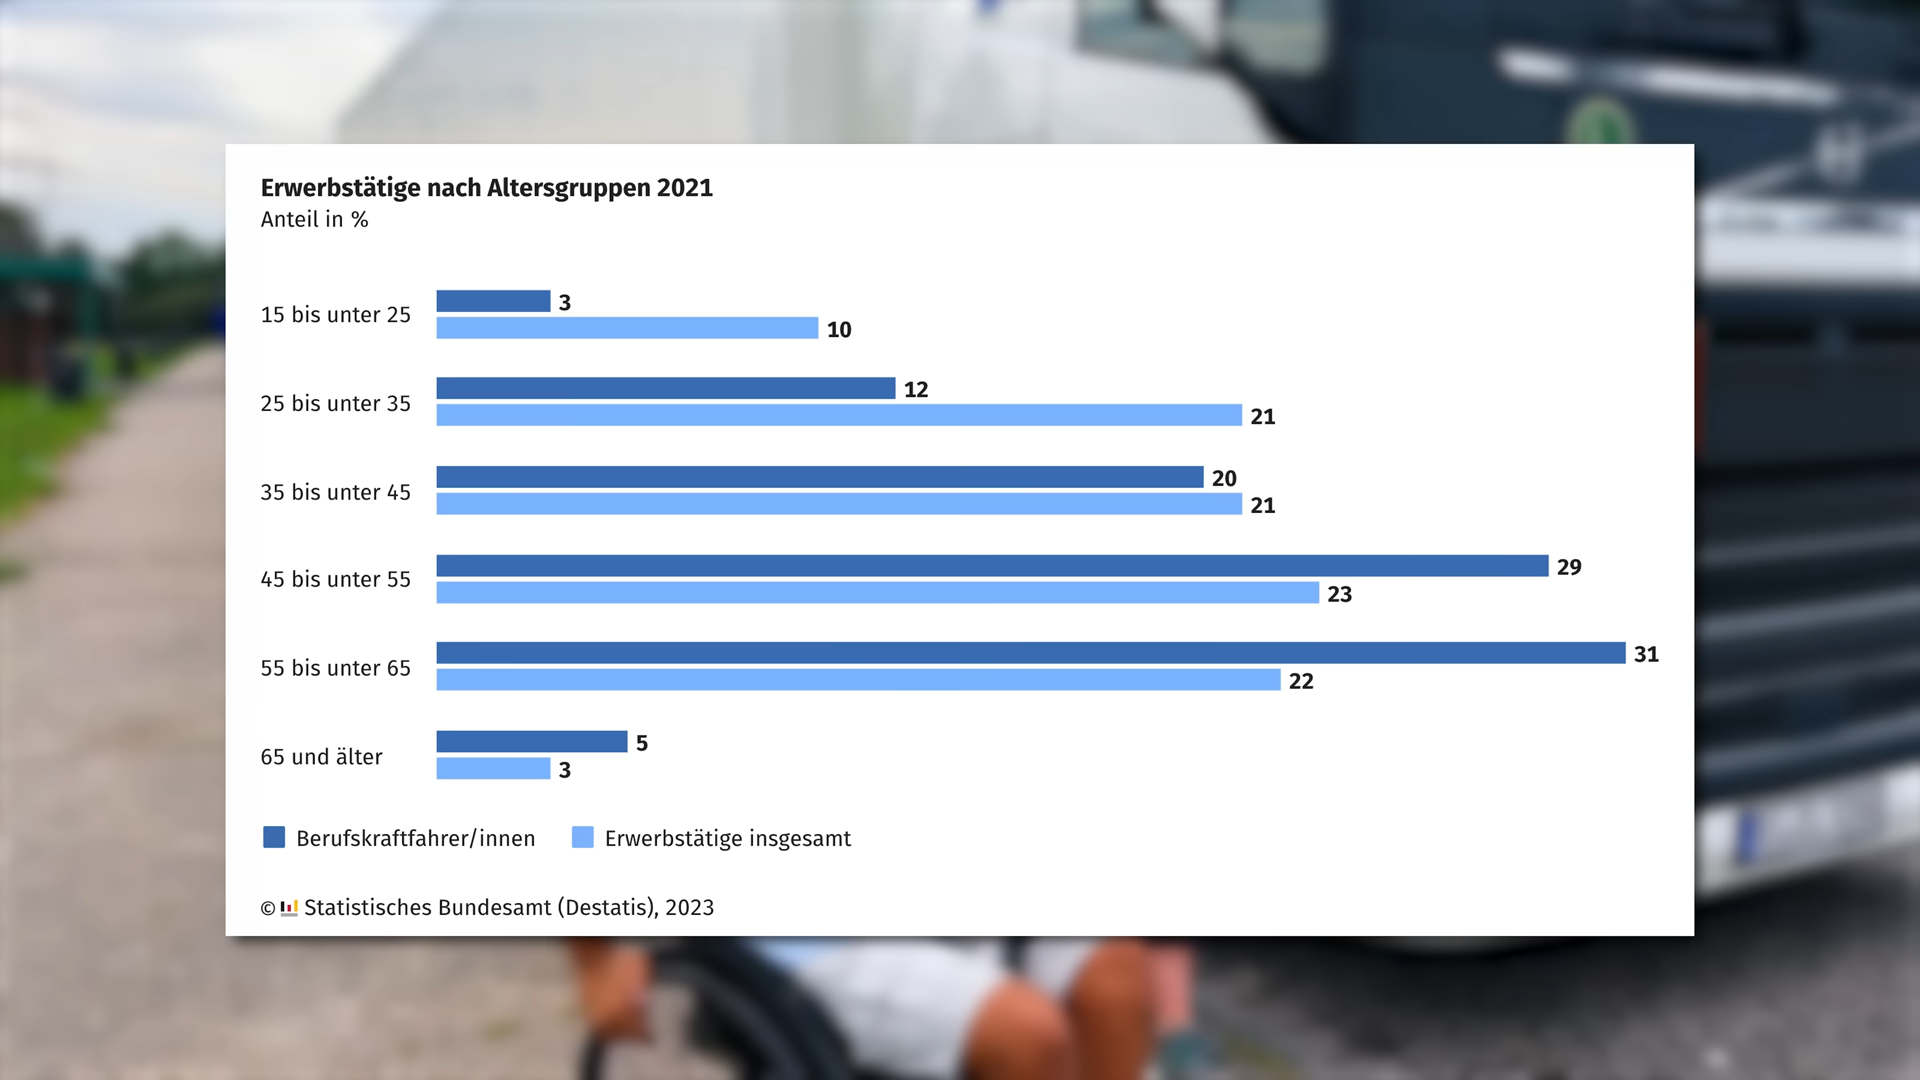 Erwerbstätige nach Altersgruppen 2021
Anteil in %
15 bis unter 25
3
10
25 bis unter 35
12
21
35 bis unter 45
20
21
45 bis unter 55
29
23
55 bis unter 65
31
22
65 und älter
5
3
Berufskraftfahrer/innen Erwerbstätige insgesamt
© Statistisches Bundesamt (Destatis), 2023